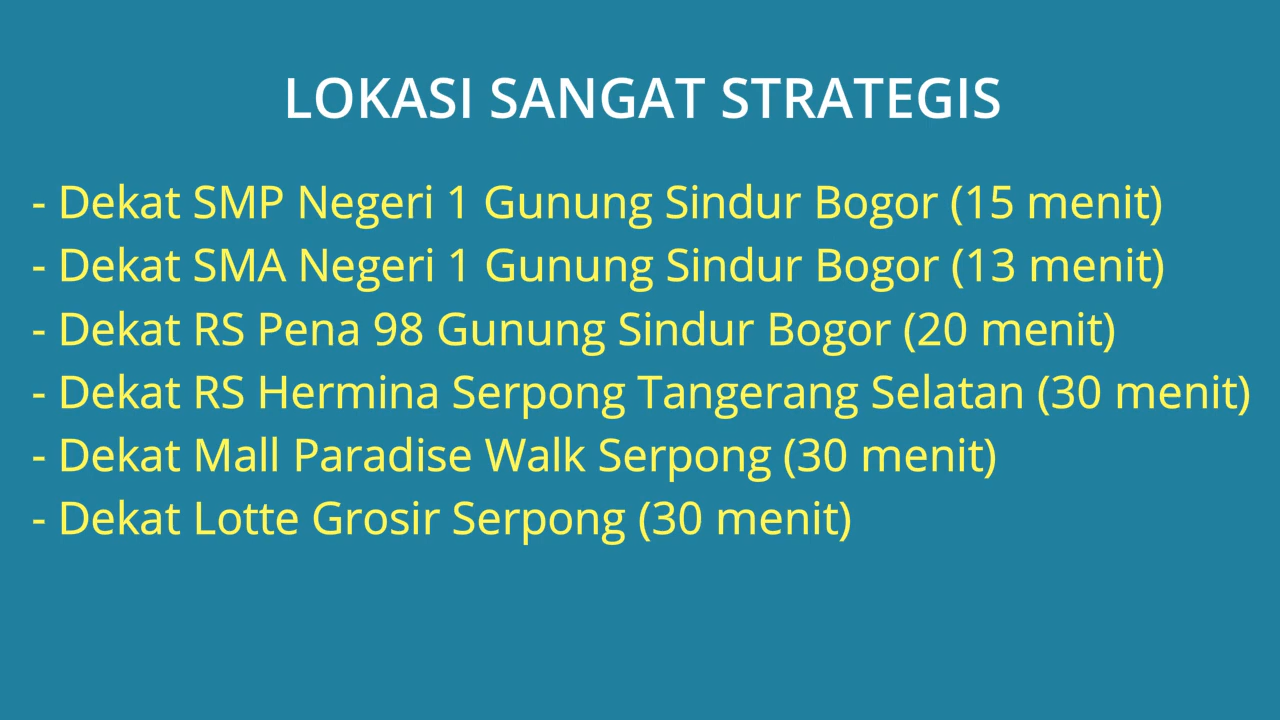 LOKASI SANGAT STRATEGIS
- Dekat SMP Negeri 1 Gunung Sindur Bogor (15 menit)
- Dekat SMA Negeri 1 Gunung Sindur Bogor (13 menit)
- Dekat RS Pena 98 Gunung Sindur Bogor (20 menit)
- Dekat RS Hermina Serpong Tangerang Selatan (30 menit)
- Dekat Mall Paradise Walk Serpong (30 menit)
- Dekat Lotte Grosir Serpong (30 menit)